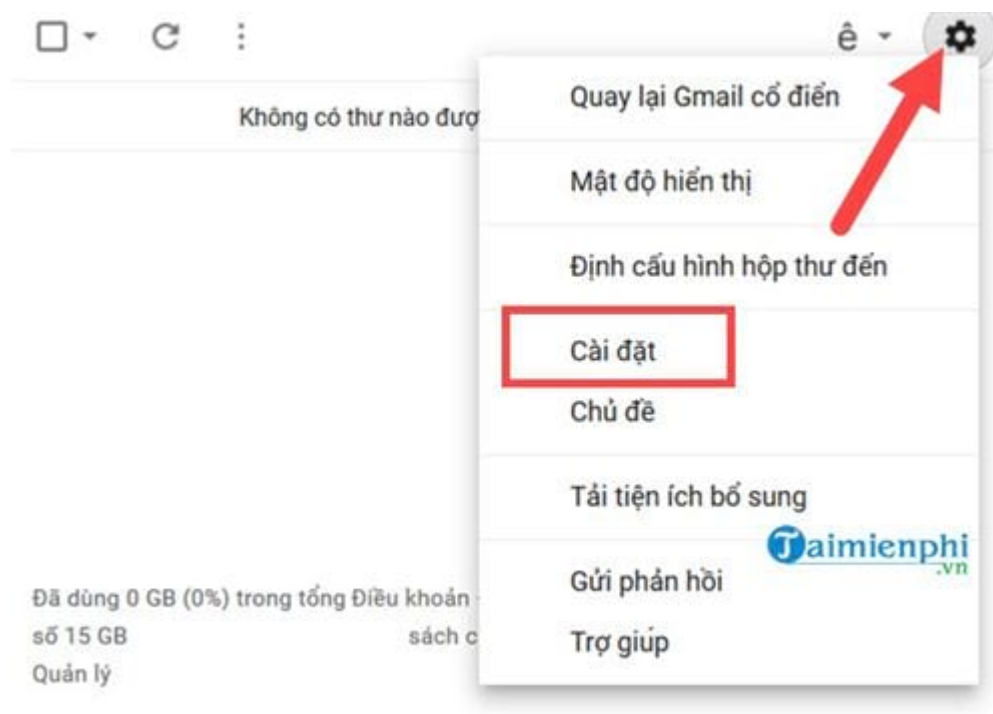 ê
Không có thư nào đượ
Quay lại Gmail cổ điển
Mật độ hiển thị
Định cấu hình hộp thư đến
Cài đặt
Chủ đề
Tải tiện ích bổ sung
Gửi phản hồi
Trợ giúp
Taimienphi
.vn
Đã dùng 0 GB (0%) trong tổng Điều khoản
số 15 GB sách c
Quản lý